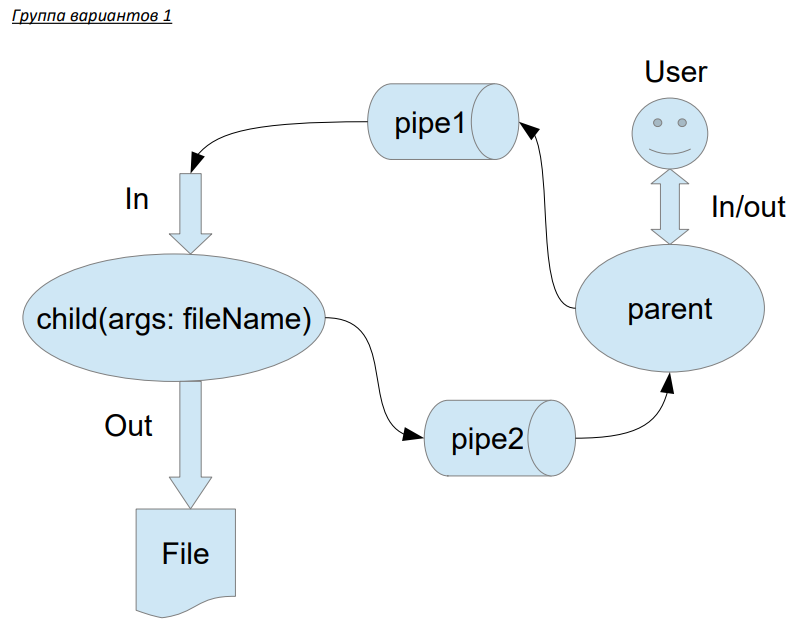 Группа вариантов 1
User
pipe1
In
In/out
child(args: fileName)
parent
Out
pipe2
File